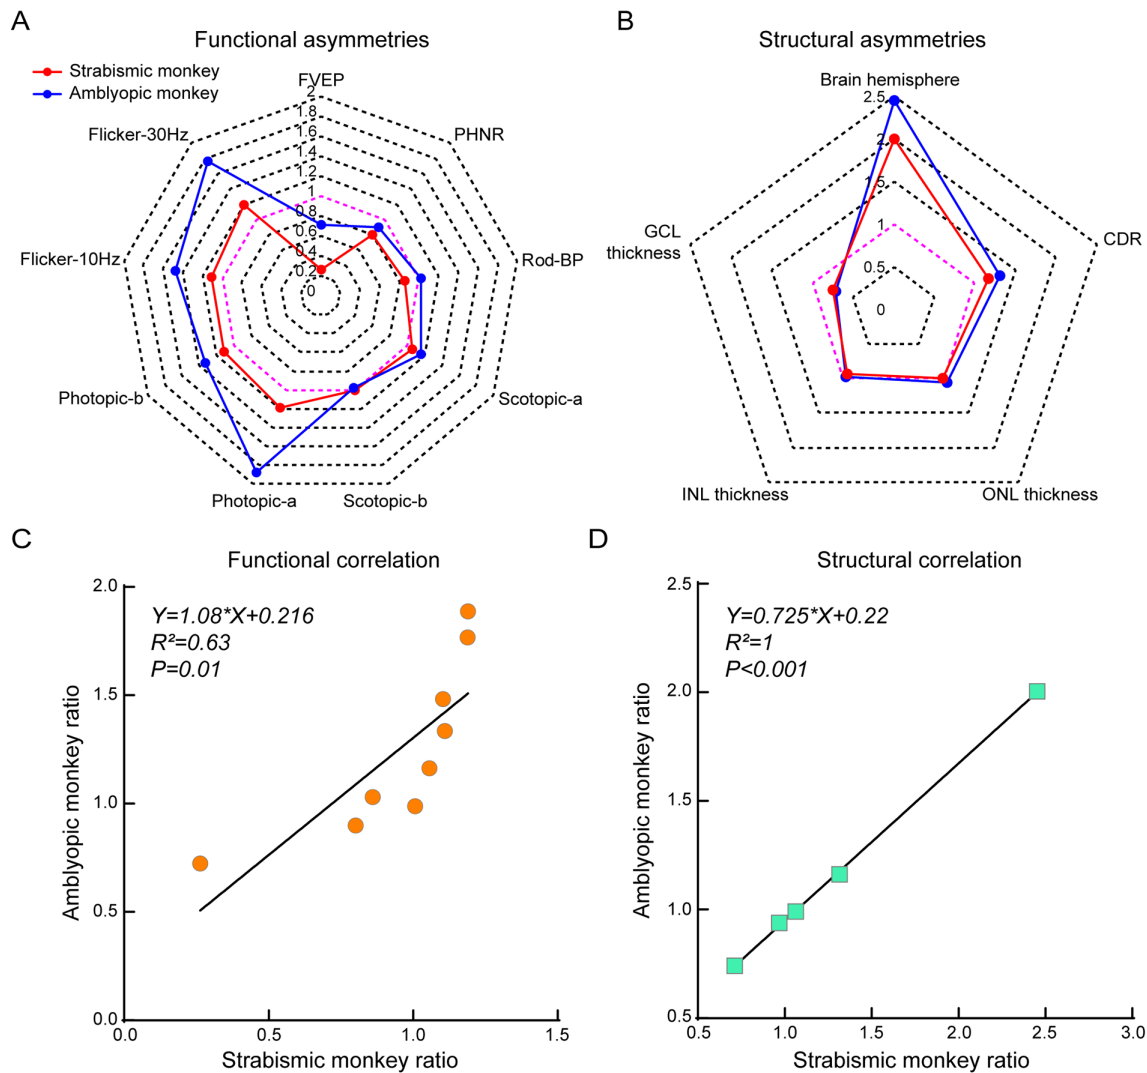 A
Functional asymmetries
Strabismic monkey
Amblyopic monkey
FVEP
PHNR
Rod-BP
Scotopic-a
Scotopic-b
Photopic-a
Photopic-b
Flicker-10Hz
Flicker-30Hz
2
1.8
1.6
1.4
1.2
1
0.8
0.6
0.4
0.2
0
B
Structural asymmetries
Brain hemisphere
CDR
ONL thickness
INL thickness
GCL
thickness
2.5
2
1.5
1
0.5
0
C
Functional correlation
Y=1.08*X+0.216
R²=0.63
P=0.01
Amblyopic monkey ratio
2.0
1.5
1.0
0.5
0.0
0.0 0.5 1.0 1.5
Strabismic monkey ratio
D
Structural correlation
Y=0.725*X+0.22
R²=1
P<0.001
Amblyopic monkey ratio
2.5
2.0
1.5
1.0
0.5
0.5 1.0 1.5 2.0 2.5 3.0
Strabismic monkey ratio